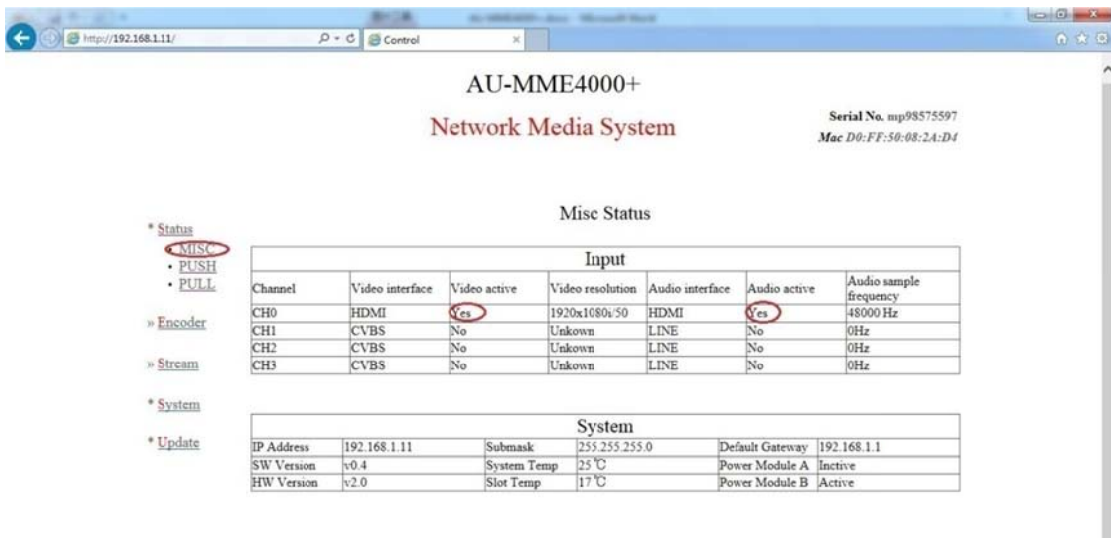 http://192.168.1.11/
Control
AU-MME4000+
Network Media System
Serial No. mp98575597
Mac D0:FF:50:08:2A:D4
Misc Status
* Status
• MISC
• PUSH
• PULL
» Encoder
» Stream
* System
* Update
Input
Channel Video interface Video active Video resolution Audio interface Audio active Audio sample frequency
CH0 HDMI Yes 1920x1080i/50 HDMI Yes 48000 Hz
CH1 CVBS No Unkown LINE No 0Hz
CH2 CVBS No Unkown LINE No 0Hz
CH3 CVBS No Unkown LINE No 0Hz
System
IP Address 192.168.1.11 Submask 255.255.255.0 Default Gateway 192.168.1.1
SW Version v0.4 System Temp 25℃ Power Module A Inctive
HW Version v2.0 Slot Temp 17℃ Power Module B Active